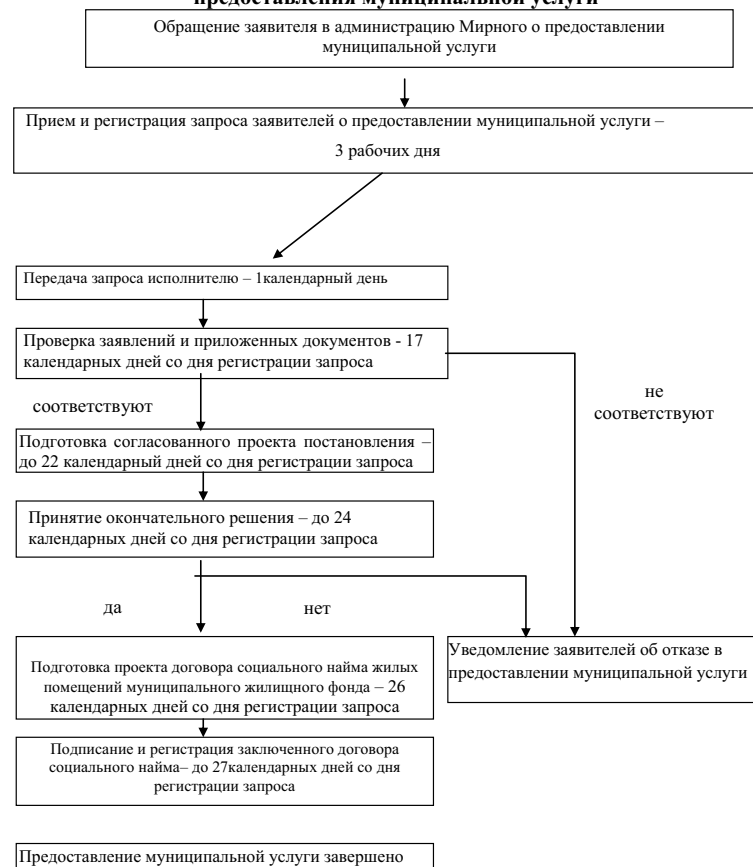 предоставления муниципальной услуги
Обращение заявителя в администрацию Мирного о предоставлении
муниципальной услуги
Прием и регистрация запроса заявителей о предоставлении муниципальной услуги –
3 рабочих дня
Передача запроса исполнителю – 1календарный день
Проверка заявлений и приложенных документов - 17
календарных дней со дня регистрации запроса
соответствуют
не
соответствуют
Подготовка согласованного проекта постановления –
до 22 календарный дней со дня регистрации запроса
Принятие окончательного решения – до 24
календарных дней со дня регистрации запроса
да
нет
Подготовка проекта договора социального найма жилых
помещений муниципального жилищного фонда – 26
календарных дней со дня регистрации запроса
Уведомление заявителей об отказе в
предоставлении муниципальной услуги
Подписание и регистрация заключенного договора
социального найма– до 27календарных дней со дня
регистрации запроса
Предоставление муниципальной услуги завершено